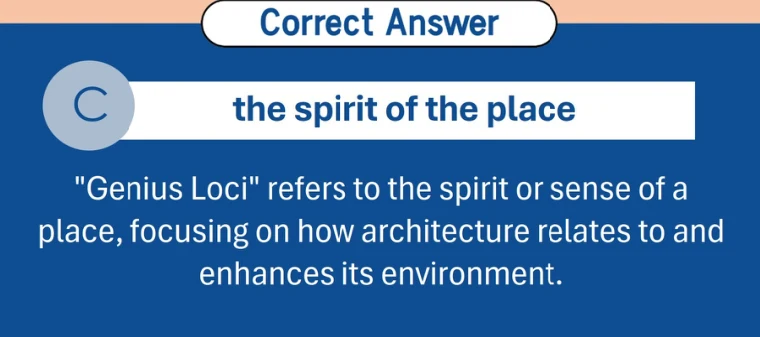 Correct Answer
C
the spirit of the place
"Genius Loci" refers to the spirit or sense of a
place, focusing on how architecture relates to and
enhances its environment.